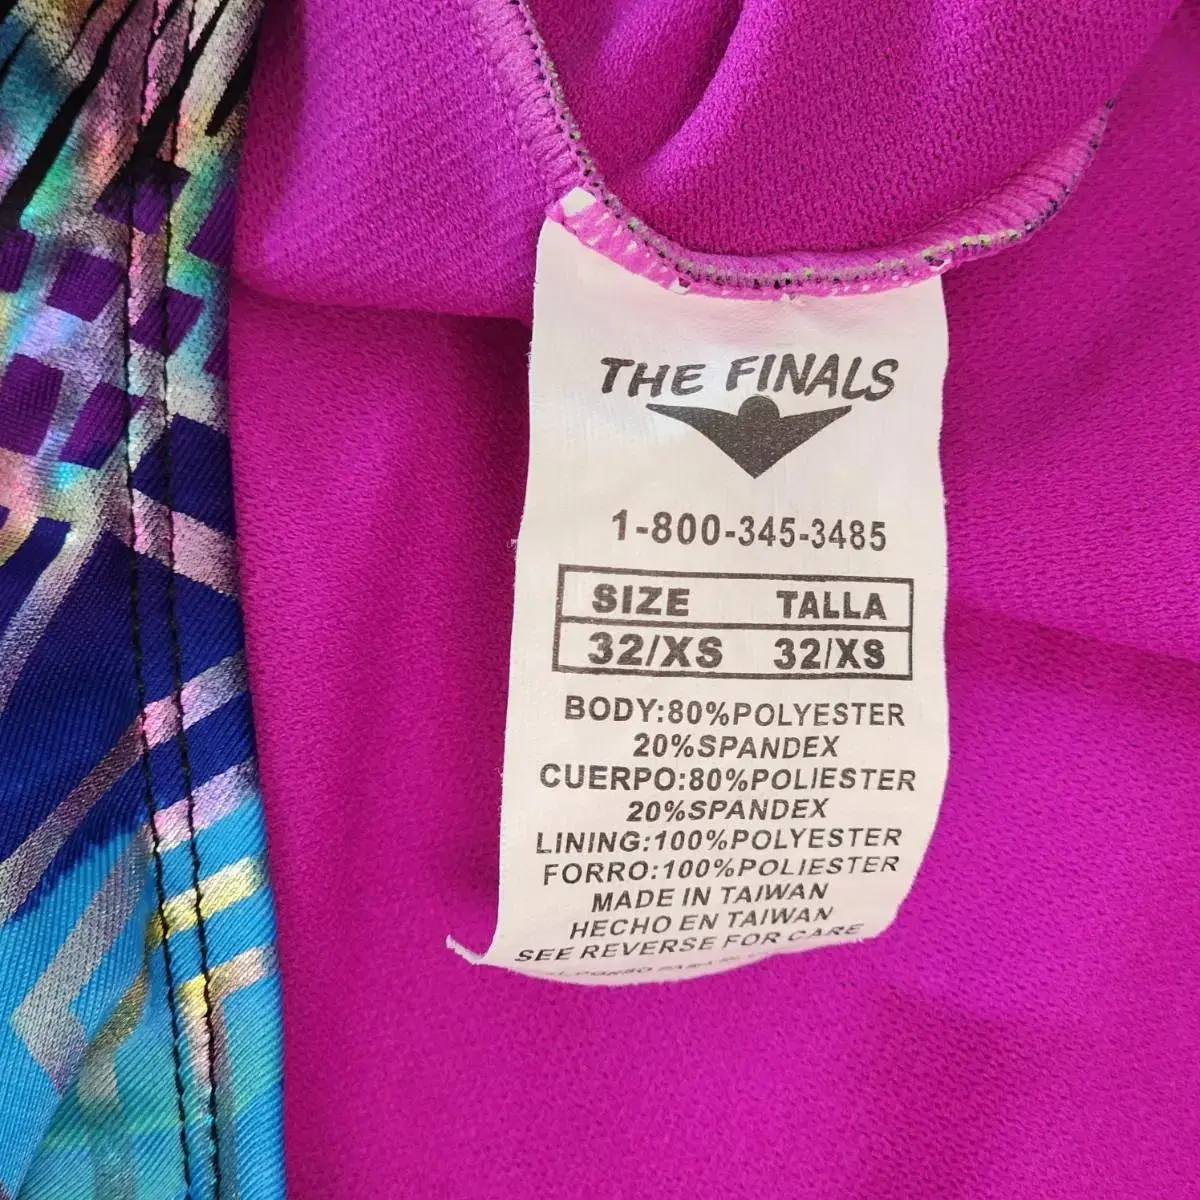 THE FINALS
1-800-345-3485
SIZE TALLA
32/XS 32/XS
BODY:80%POLYESTER
20%SPANDEX
CUERPO:80%POLIESTER
20%SPANDEX
LINING:100%POLYESTER
FORRO:100%POLIESTER
MADE IN TAIWAN
HECHO EN TAIWAN
SEE REVERSE FOR CARE